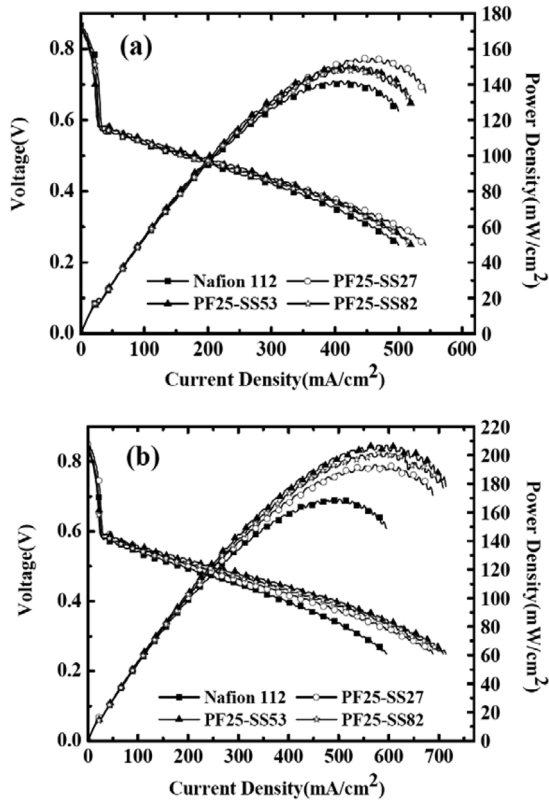 (a)
Voltage(V)
0.8
0.6
0.4
0.2
0.0
180
160
140
120
100
80
60
40
20
0
Power Density(mW/cm2)
Nafion 112 PF25-SS27
PF25-SS53 PF25-SS82
0 100 200 300 400 500 600
Current Density(mA/cm2)
(b)
Voltage(V)
0.8
0.6
0.4
0.2
0.0
220
200
180
160
140
120
100
80
60
40
20
0
Power Density(mW/cm2)
Nafion 112 PF25-SS27
PF25-SS53 PF25-SS82
0 100 200 300 400 500 600 700
Current Density(mA/cm2)